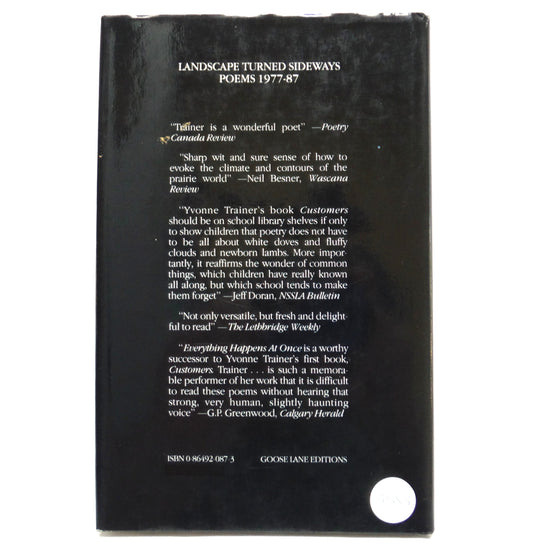 LANDSCAPE TURNED SIDEWAYS
POEMS 1977-87
"Trainer is a wonderful poet" —Poetry
Canada Review
"Sharp wit and sure sense of how to
evoke the climate and contours of the
prairie world" —Neil Besner, Wascana
Review
"Yvonne Trainer's book Customers
should be on school library shelves if only
to show children that poetry does not have
to be all about white doves and fluffy
clouds and newborn lambs. More impor-
tantly, it reaffirms the wonder of common
things, which children have really known
all along, but which school tends to make
them forget" —Jeff Doran, NSSLA Bulletin
"Not only versatile, but fresh and delight-
ful to read" —The Lethbridge Weekly
"Everything Happens At Once is a worthy
successor to Yvonne Trainer's first book,
Customers. Trainer . . . is such a memora-
ble performer of her work that it is difficult
to read these poems without hearing that
strong, very human, slightly haunting
voice" —G.P. Greenwood, Calgary Herald
ISBN 0-86492-087-3 GOOSE LANE EDITIONS